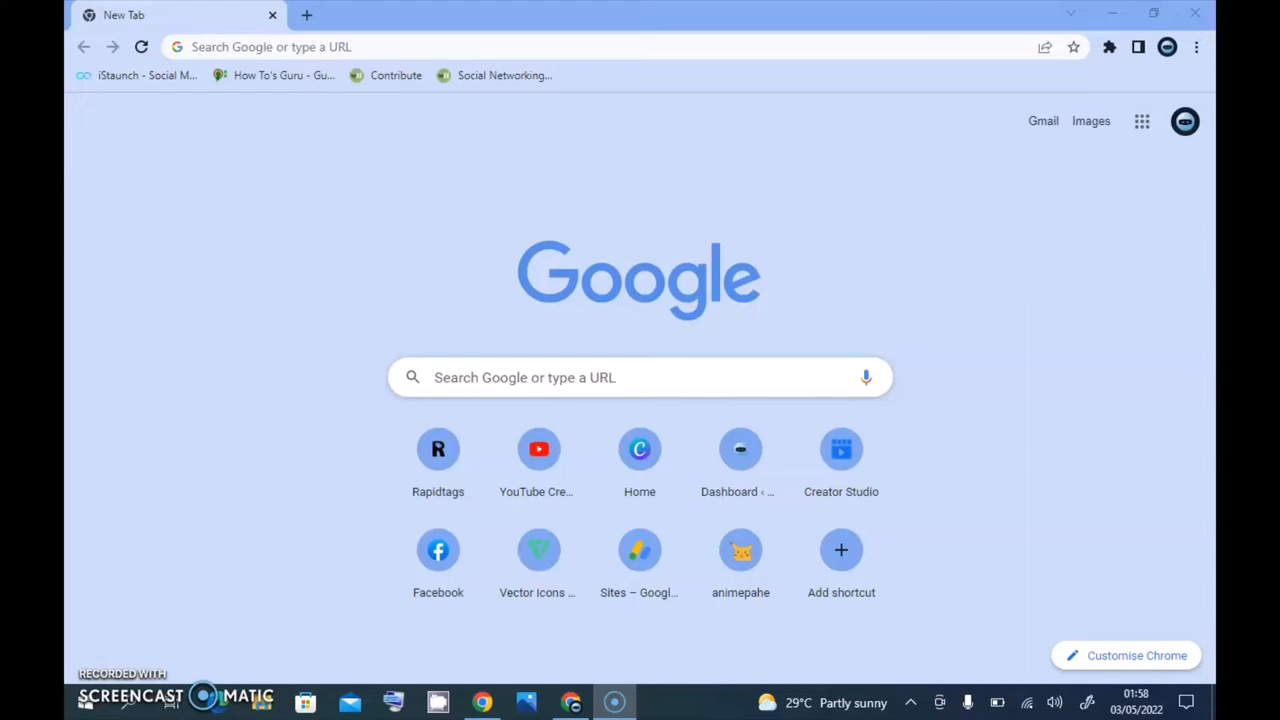 New Tab
Search Google or type a URL
iStaunch - Social M...
How To's Guru - Gu...
Contribute
Social Networking...
Gmail
Images
Google
Search Google or type a URL
Rapidtags
YouTube Cre...
Home
Dashboard ‹ ...
Creator Studio
Facebook
Vector Icons ...
Sites – Googl...
animepahe
Add shortcut
Customise Chrome
RECORDED WITH
SCREENCAST MATIC
29°C Partly sunny
01:58
03/05/2022